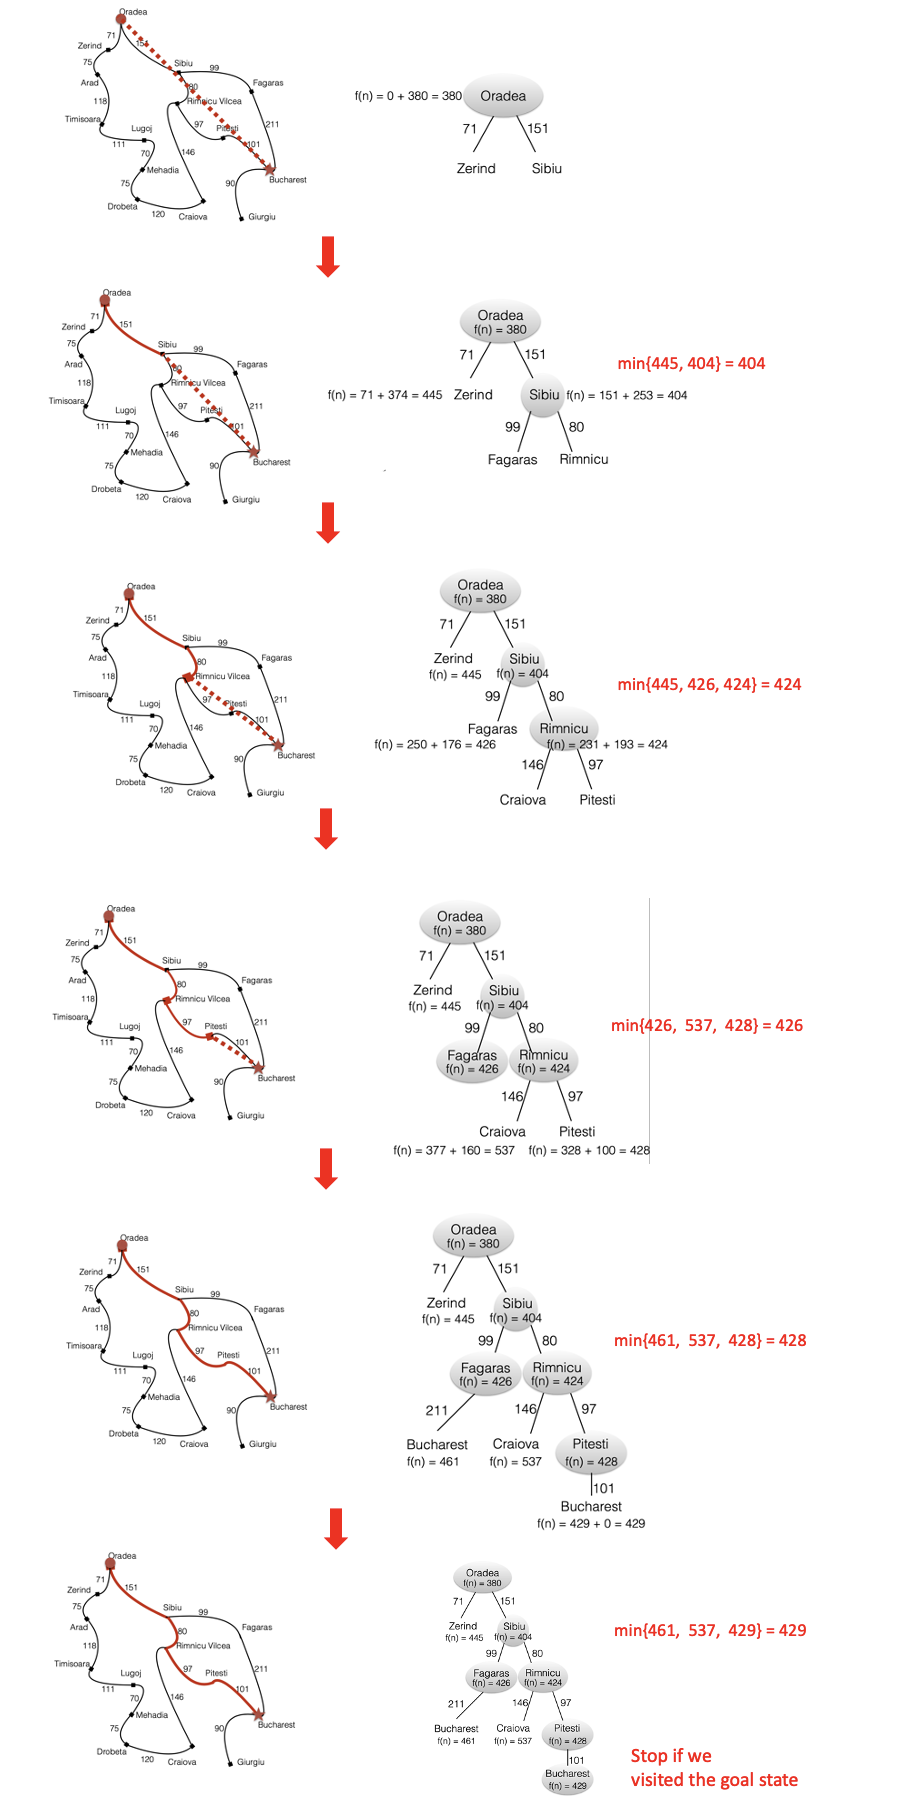 Oradea
71
151
Zerind
75
Arad
118
Timisoara
111
Lugoj
70
Mehadia
75
Drobeta
120
Craiova
Sibiu
99
Fagaras
80
Rimnicu Vilcea
97
Pitesti
101
211
146
Bucharest
90
Giurgiu
f(n) = 0 + 380 = 380
Oradea
71
151
Zerind
Sibiu
Oradea
71
151
Zerind
75
Arad
118
Timisoara
111
Lugoj
70
Mehadia
75
Drobeta
120
Craiova
Sibiu
99
Fagaras
80
Rimnicu Vilcea
97
Pitesti
101
211
146
Bucharest
90
Giurgiu
Oradea
f(n) = 380
71
151
f(n) = 71 + 374 = 445
Zerind
Sibiu
f(n) = 151 + 253 = 404
99
80
Fagaras
Rimnicu
min{445, 404} = 404
Oradea
71
151
Zerind
75
Arad
118
Timisoara
111
Lugoj
70
Mehadia
75
Drobeta
120
Craiova
Sibiu
99
Fagaras
80
Rimnicu Vilcea
97
Pitesti
101
211
146
Bucharest
90
Giurgiu
Oradea
f(n) = 380
71
151
Zerind
f(n) = 445
Sibiu
f(n) = 404
99
80
Fagaras
f(n) = 250 + 176 = 426
Rimnicu
f(n) = 231 + 193 = 424
146
97
Craiova
Pitesti
min{445, 426, 424} = 424
Oradea
71
151
Zerind
75
Arad
118
Timisoara
111
Lugoj
70
Mehadia
75
Drobeta
120
Craiova
Sibiu
99
Fagaras
80
Rimnicu Vilcea
97
Pitesti
101
211
146
Bucharest
90
Giurgiu
Oradea
f(n) = 380
71
151
Zerind
f(n) = 445
Sibiu
f(n) = 404
99
80
Fagaras
f(n) = 426
Rimnicu
f(n) = 424
146
97
Craiova
f(n) = 377 + 160 = 537
Pitesti
f(n) = 328 + 100 = 428
min{426, 537, 428} = 426
Oradea
71
151
Zerind
75
Arad
118
Timisoara
111
Lugoj
70
Mehadia
75
Drobeta
120
Craiova
Sibiu
99
Fagaras
80
Rimnicu Vilcea
97
Pitesti
101
211
146
Bucharest
90
Giurgiu
Oradea
f(n) = 380
71
151
Zerind
f(n) = 445
Sibiu
f(n) = 404
99
80
Fagaras
f(n) = 426
Rimnicu
f(n) = 424
211
146
97
Bucharest
f(n) = 461
Craiova
f(n) = 537
Pitesti
f(n) = 428
101
Bucharest
f(n) = 429 + 0 = 429
min{461, 537, 428} = 428
Oradea
71
151
Zerind
75
Arad
118
Timisoara
111
Lugoj
70
Mehadia
75
Drobeta
120
Craiova
Sibiu
99
Fagaras
80
Rimnicu Vilcea
97
Pitesti
101
211
146
Bucharest
90
Giurgiu
Oradea
f(n) = 380
71
151
Zerind
f(n) = 445
Sibiu
f(n) = 404
99
80
Fagaras
f(n) = 426
Rimnicu
f(n) = 424
211
146
97
Bucharest
f(n) = 461
Craiova
f(n) = 537
Pitesti
f(n) = 428
101
Bucharest
f(n) = 429
min{461, 537, 429} = 429
Stop if we
visited the goal state